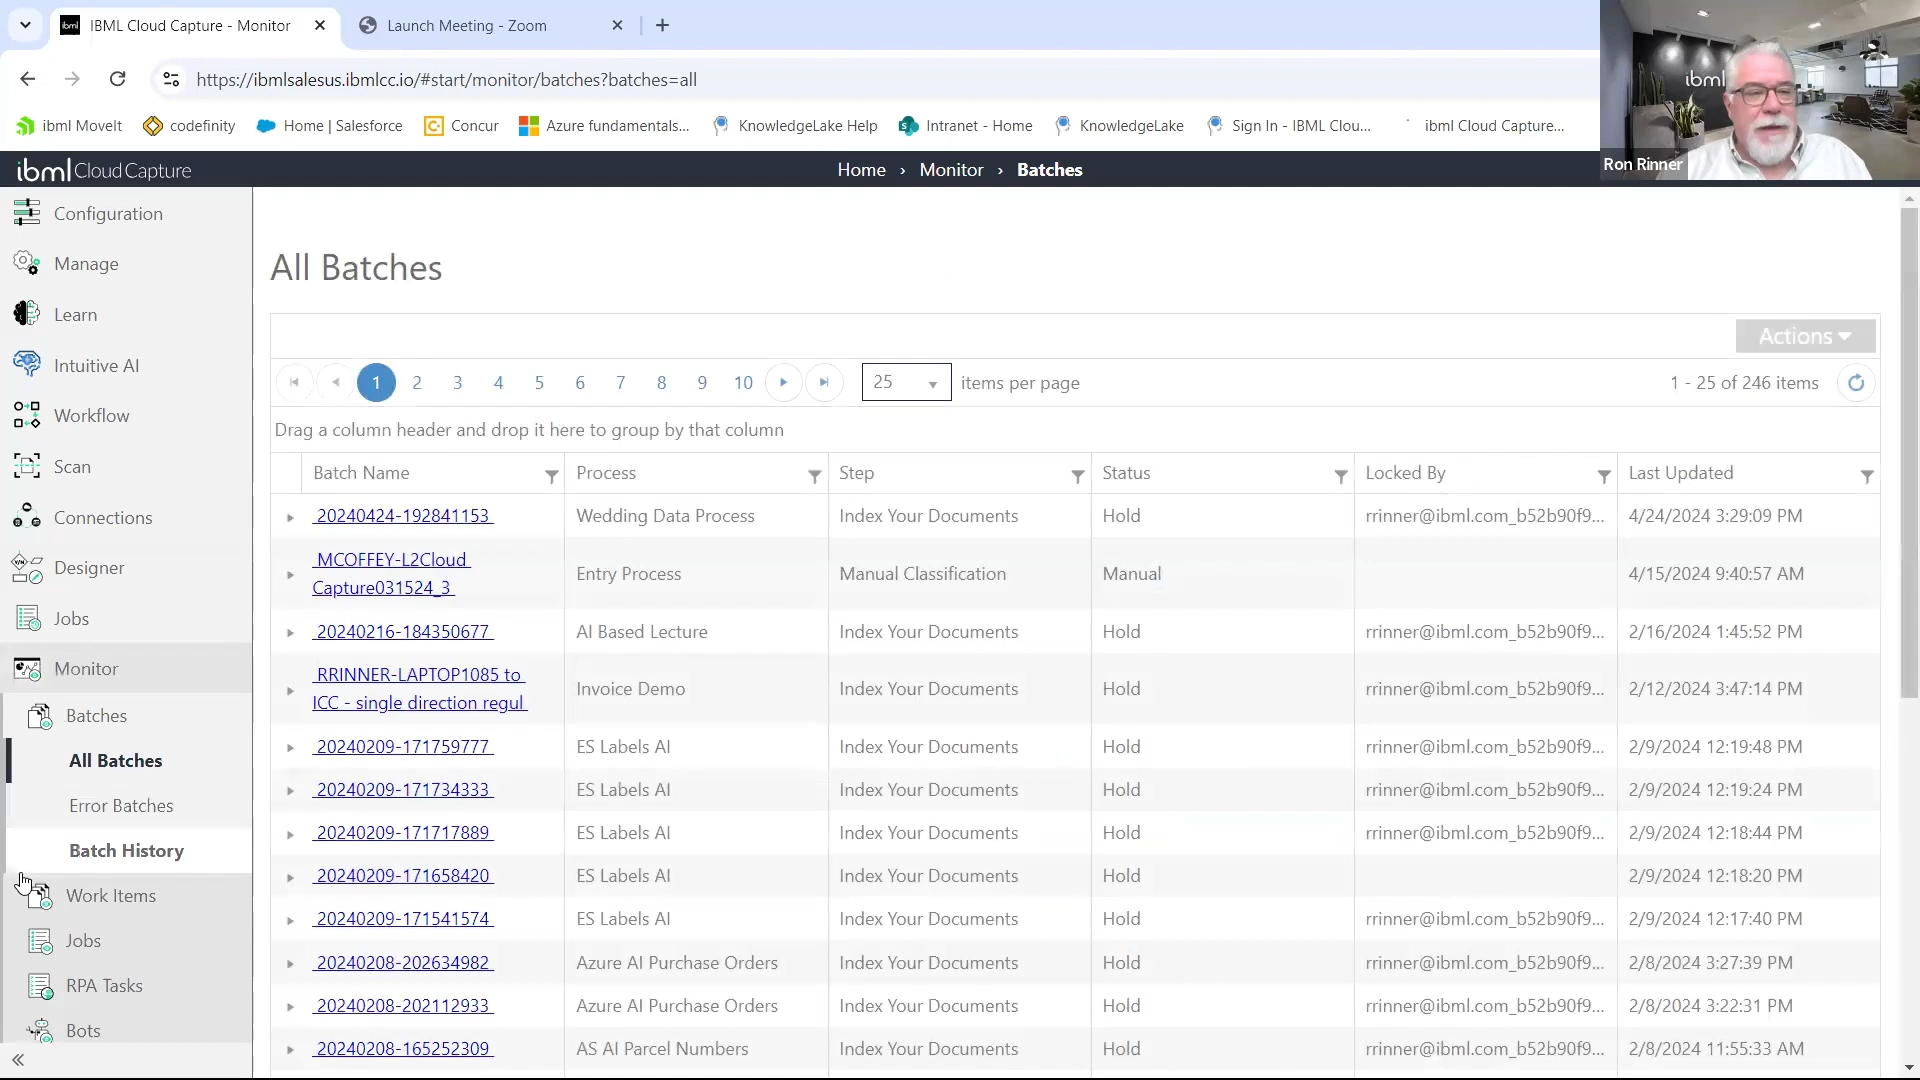 ibml
IBML Cloud Capture - Monitor
Launch Meeting - Zoom
https://ibmlsalesus.ibmlcc.io/#start/monitor/batches?batches=all
ibml MoveIt
codefinity
Home | Salesforce
Concur
Azure fundamentals...
KnowledgeLake Help
Intranet - Home
KnowledgeLake
Sign In - IBML Clou...
ibml Cloud Capture...
ibml
Ron Rinner
ibml Cloud Capture
Home › Monitor › Batches
Configuration
Manage
Learn
Intuitive AI
Workflow
Scan
Connections
Designer
Jobs
Monitor
Batches
All Batches
Error Batches
Batch History
Work Items
Jobs
RPA Tasks
Bots
All Batches
Actions
1 2 3 4 5 6 7 8 9 10 25 items per page 1 - 25 of 246 items
Drag a column header and drop it here to group by that column
Batch Name Process Step Status Locked By Last Updated
20240424-192841153 Wedding Data Process Index Your Documents Hold rrinner@ibml.com_b52b90f9... 4/24/2024 3:29:09 PM
MCOFFEY-L2Cloud
Capture031524_3 Entry Process Manual Classification Manual 4/15/2024 9:40:57 AM
20240216-184350677 AI Based Lecture Index Your Documents Hold rrinner@ibml.com_b52b90f9... 2/16/2024 1:45:52 PM
RRINNER-LAPTOP1085 to
ICC - single direction regul Invoice Demo Index Your Documents Hold rrinner@ibml.com_b52b90f9... 2/12/2024 3:47:14 PM
20240209-171759777 ES Labels AI Index Your Documents Hold rrinner@ibml.com_b52b90f9... 2/9/2024 12:19:48 PM
20240209-171734333 ES Labels AI Index Your Documents Hold rrinner@ibml.com_b52b90f9... 2/9/2024 12:19:24 PM
20240209-171717889 ES Labels AI Index Your Documents Hold rrinner@ibml.com_b52b90f9... 2/9/2024 12:18:44 PM
20240209-171658420 ES Labels AI Index Your Documents Hold 2/9/2024 12:18:20 PM
20240209-171541574 ES Labels AI Index Your Documents Hold rrinner@ibml.com_b52b90f9... 2/9/2024 12:17:40 PM
20240208-202634982 Azure AI Purchase Orders Index Your Documents Hold rrinner@ibml.com_b52b90f9... 2/8/2024 3:27:39 PM
20240208-202112933 Azure AI Purchase Orders Index Your Documents Hold rrinner@ibml.com_b52b90f9... 2/8/2024 3:22:31 PM
20240208-165252309 AS AI Parcel Numbers Index Your Documents Hold rrinner@ibml.com_b52b90f9... 2/8/2024 11:55:33 AM